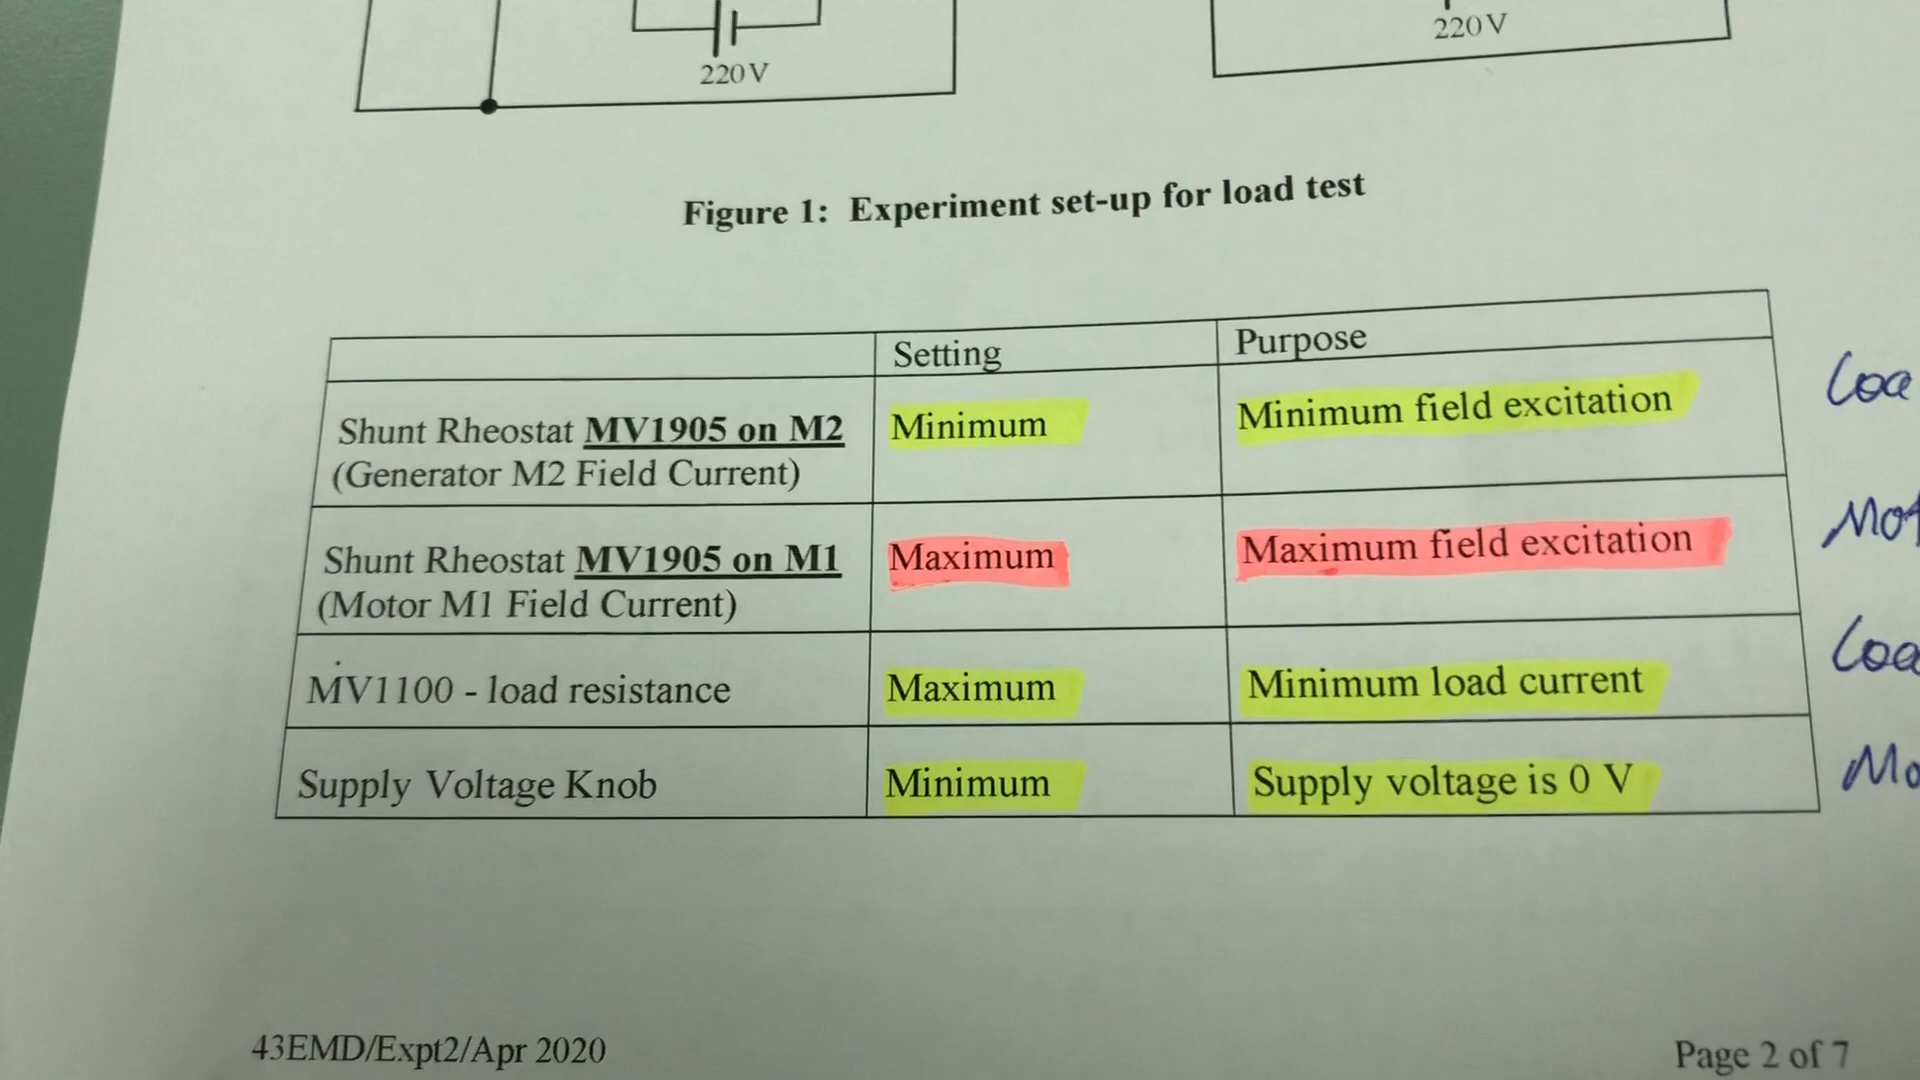 220 V
220 V
Figure 1: Experiment set-up for load test
Setting
Purpose
Shunt Rheostat MV1905 on M2
(Generator M2 Field Current)
Minimum
Minimum field excitation
Shunt Rheostat MV1905 on M1
(Motor M1 Field Current)
Maximum
Maximum field excitation
MV1100 - load resistance
Maximum
Minimum load current
Supply Voltage Knob
Minimum
Supply voltage is 0 V
43EMD/Expt2/Apr 2020
Page 2 of 7